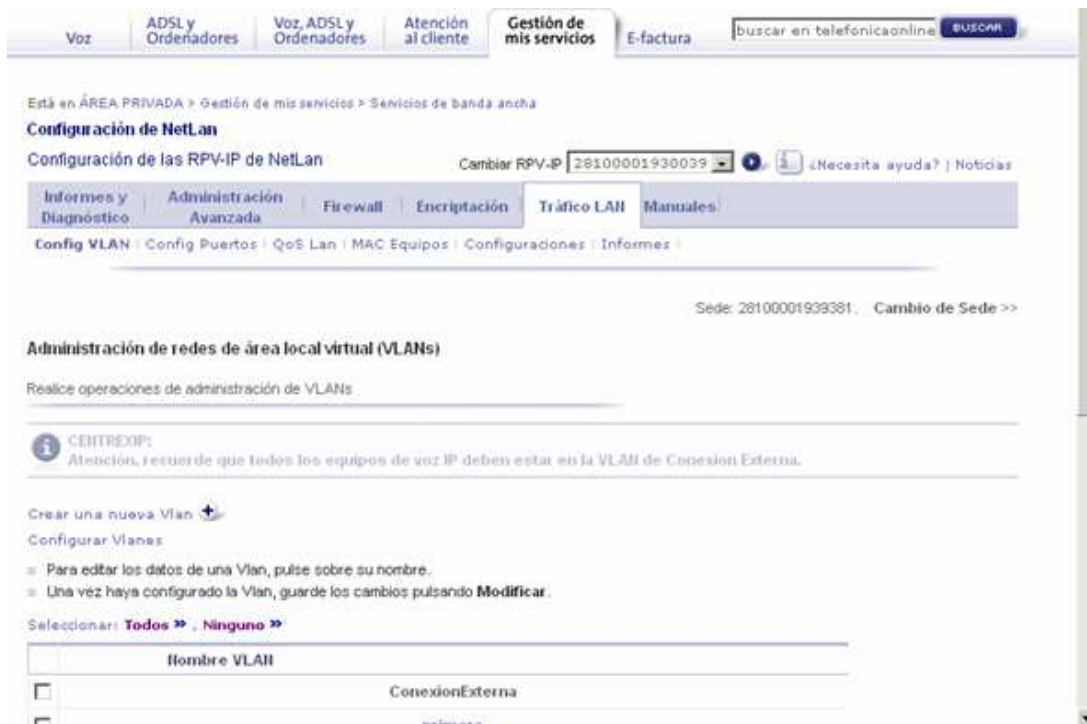 Voz
ADSL y Ordenadores
Voz, ADSL y Ordenadores
Atención al cliente
Gestión de mis servicios
E-factura
buscar en telefonicaonline
BUSCAR
Está en ÁREA PRIVADA > Gestión de mis servicios > Servicios de banda ancha
Configuración de NetLan
Configuración de las RPV-IP de NetLan
Cambiar RPV-IP 28100001930039
¿Necesita ayuda? | Noticias
Informes y Diagnóstico
Administración Avanzada
Firewall
Encriptación
Tráfico LAN
Manuales
Config VLAN | Config Puertos | QoS Lan | MAC Equipos | Configuraciones | Informes |
Sede: 28100001939381. Cambio de Sede >>
Administración de redes de área local virtual (VLANs)
Realice operaciones de administración de VLANs
CENTREXIP:
Atención, recuerde que todos los equipos de voz IP deben estar en la VLAN de Conexion Externa.
Crear una nueva Vlan
Configurar Vlanes
Para editar los datos de una Vlan, pulse sobre su nombre.
Una vez haya configurado la Vlan, guarde los cambios pulsando Modificar.
Seleccionar: Todos » , Ninguno »
Nombre VLAN
ConexionExterna